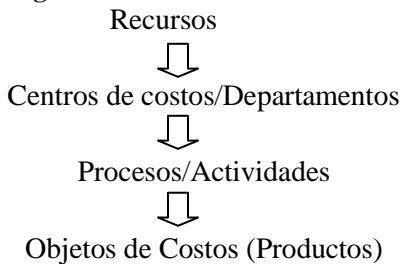 Recursos
Centros de costos/Departamentos
Procesos/Actividades
Objetos de Costos (Productos)